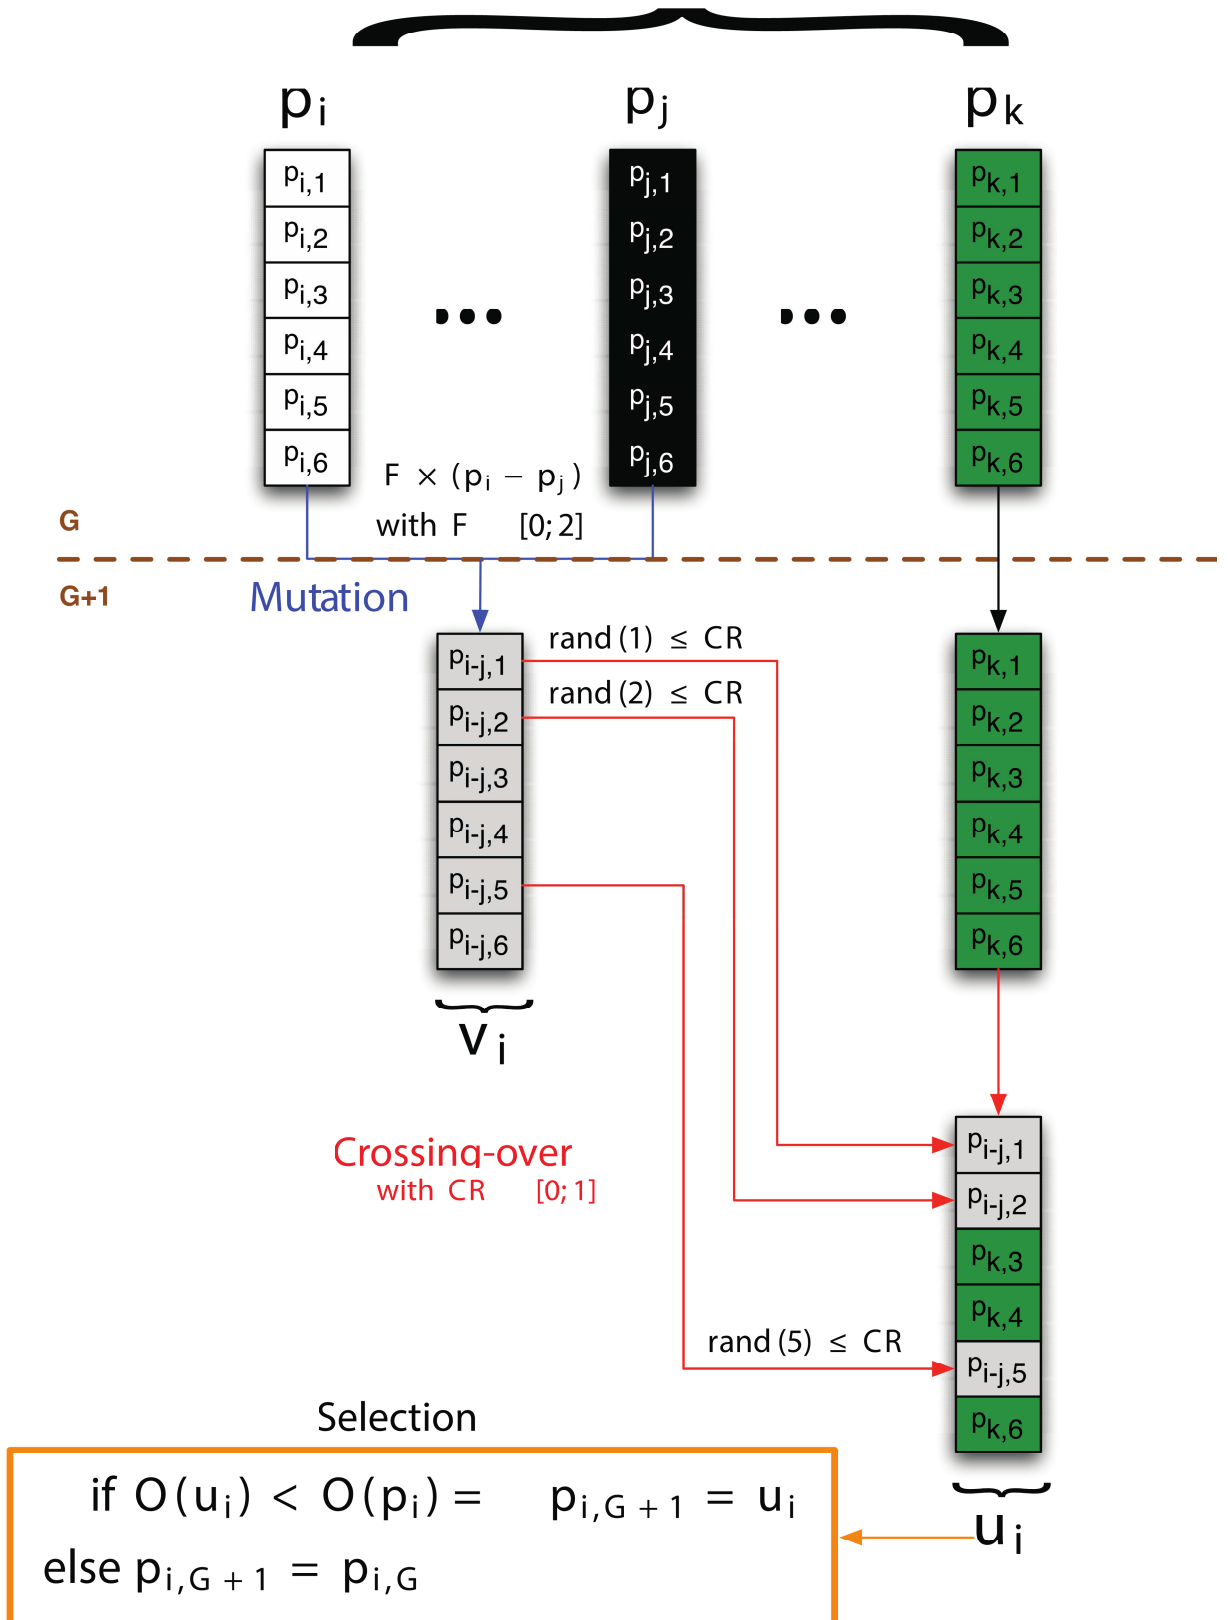 p i p j p k
p i,1 p j,1 p k,1
p i,2 p j,2 p k,2
p i,3 p j,3 p k,3
... ...
p i,4 p j,4 p k,4
p i,5 p j,5 p k,5
p i,6 p j,6 p k,6
F × (p i − p j)
G with F [0; 2]
G+1 Mutation
rand (1) ≤ CR
p i-j,1 p k,1
rand (2) ≤ CR
p i-j,2 p k,2
p i-j,3 p k,3
p i-j,4 p k,4
p i-j,5 p k,5
p i-j,6 p k,6
v i
Crossing-over p i-j,1
with CR [0; 1] p i-j,2
p k,3
p k,4
rand (5) ≤ CR
p i-j,5
Selection p k,6
if O(u i) < O(p i) = p i,G + 1 = u i
u i
else p i,G + 1 = p i,G